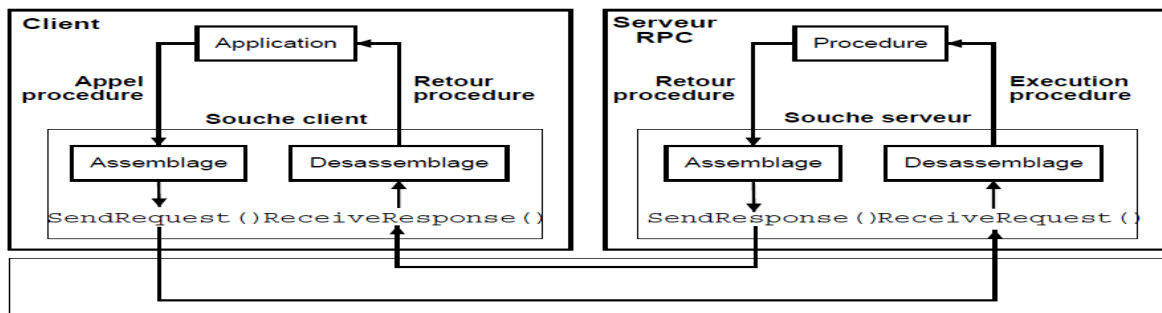 Client
Application
Appel
procedure
Retour
procedure
Souche client
Assemblage
Desassemblage
SendRequest()ReceiveResponse()
Serveur
RPC
Procedure
Retour
procedure
Execution
procedure
Souche serveur
Assemblage
Desassemblage
SendResponse()ReceiveRequest()